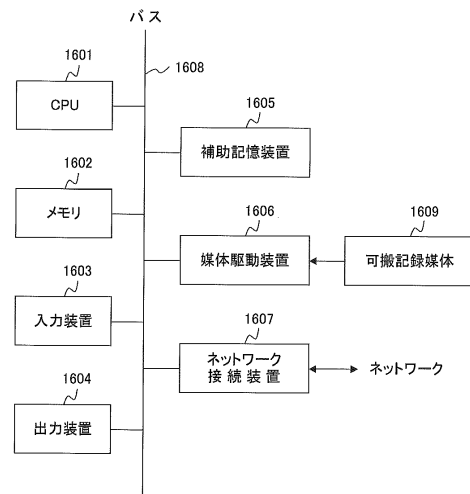 バス
1608
1601
CPU
1602
メモリ
1603
入力装置
1604
出力装置
1605
補助記憶装置
1606
媒体駆動装置
1609
可搬記録媒体
1607
ネットワーク
接続装置
ネットワーク